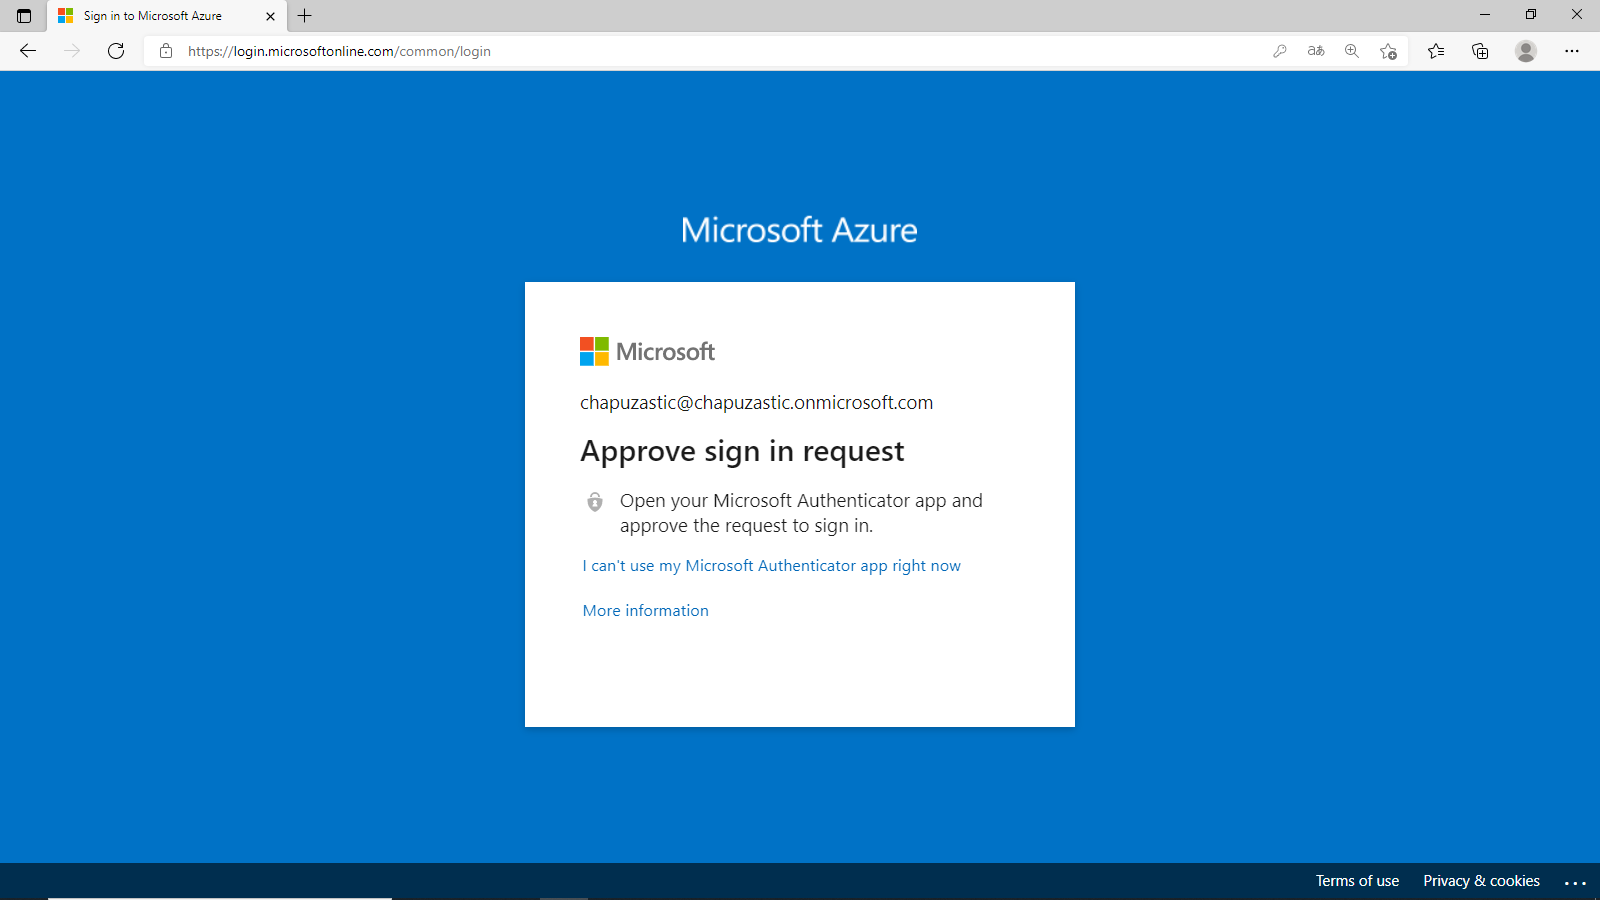 Sign in to Microsoft Azure
https://login.microsoftonline.com/common/login
aあ
Microsoft Azure
Microsoft
chapuzastic@chapuzastic.onmicrosoft.com
Approve sign in request
Open your Microsoft Authenticator app and
approve the request to sign in.
I can't use my Microsoft Authenticator app right now
More information
Terms of use Privacy & cookies ...